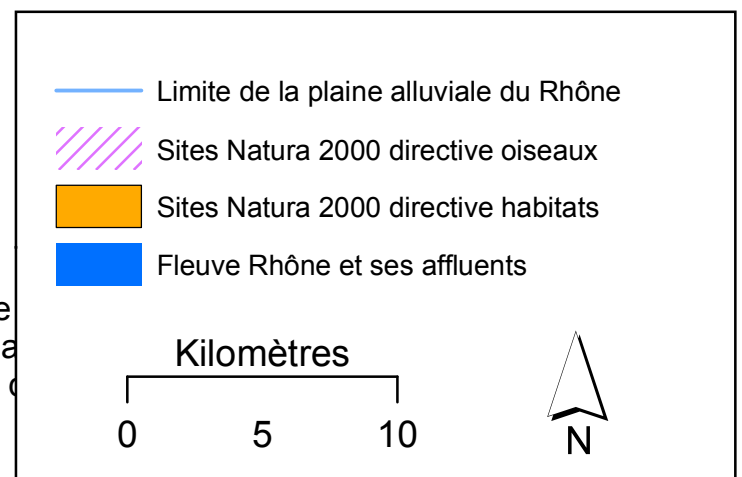 Limite de la plaine alluviale du Rhône
Sites Natura 2000 directive oiseaux
Sites Natura 2000 directive habitats
Fleuve Rhône et ses affluents
Kilomètres
0 5 10
N